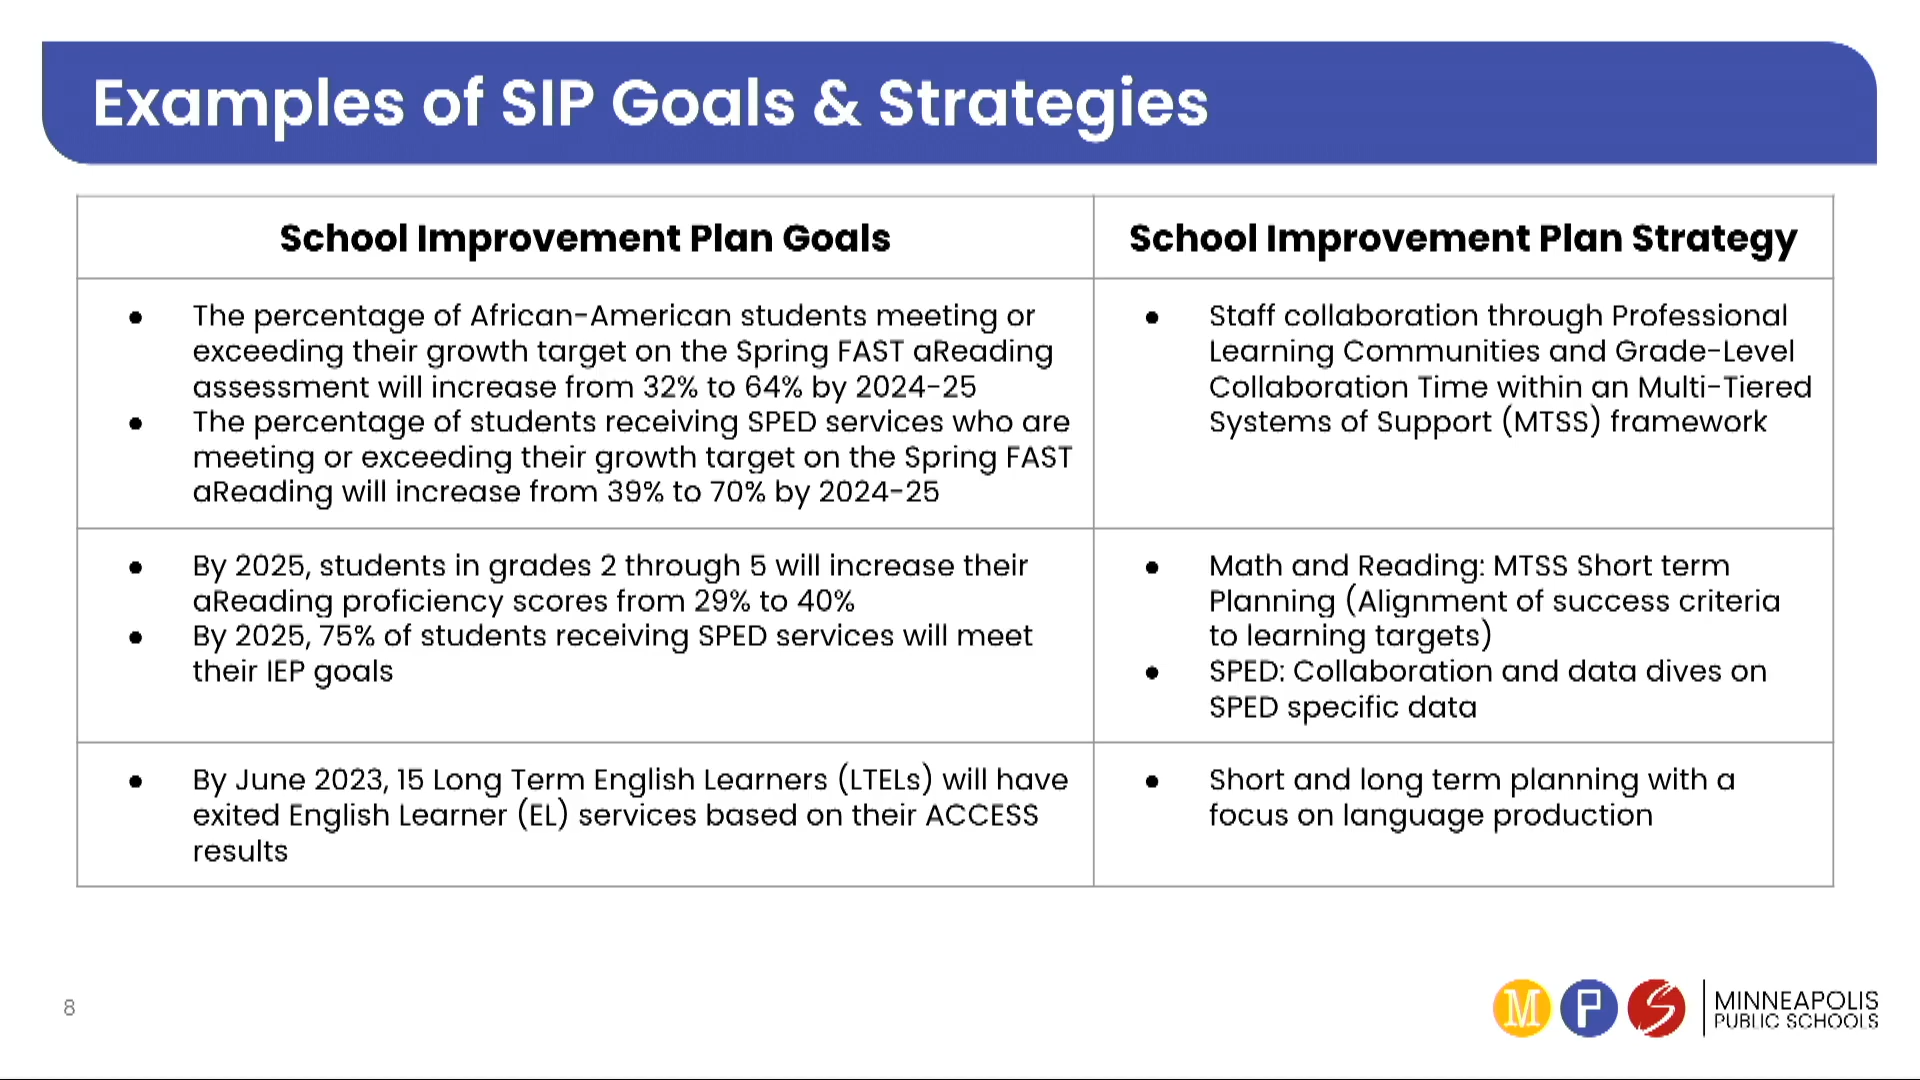 Examples of SIP Goals & Strategies
School Improvement Plan Goals
School Improvement Plan Strategy
● The percentage of African-American students meeting or
exceeding their growth target on the Spring FAST aReading
assessment will increase from 32% to 64% by 2024-25
● The percentage of students receiving SPED services who are
meeting or exceeding their growth target on the Spring FAST
aReading will increase from 39% to 70% by 2024-25
● Staff collaboration through Professional
Learning Communities and Grade-Level
Collaboration Time within an Multi-Tiered
Systems of Support (MTSS) framework
● By 2025, students in grades 2 through 5 will increase their
aReading proficiency scores from 29% to 40%
● By 2025, 75% of students receiving SPED services will meet
their IEP goals
● Math and Reading: MTSS Short term
Planning (Alignment of success criteria
to learning targets)
● SPED: Collaboration and data dives on
SPED specific data
● By June 2023, 15 Long Term English Learners (LTELs) will have
exited English Learner (EL) services based on their ACCESS
results
● Short and long term planning with a
focus on language production
8
M P S
MINNEAPOLIS
PUBLIC SCHOOLS